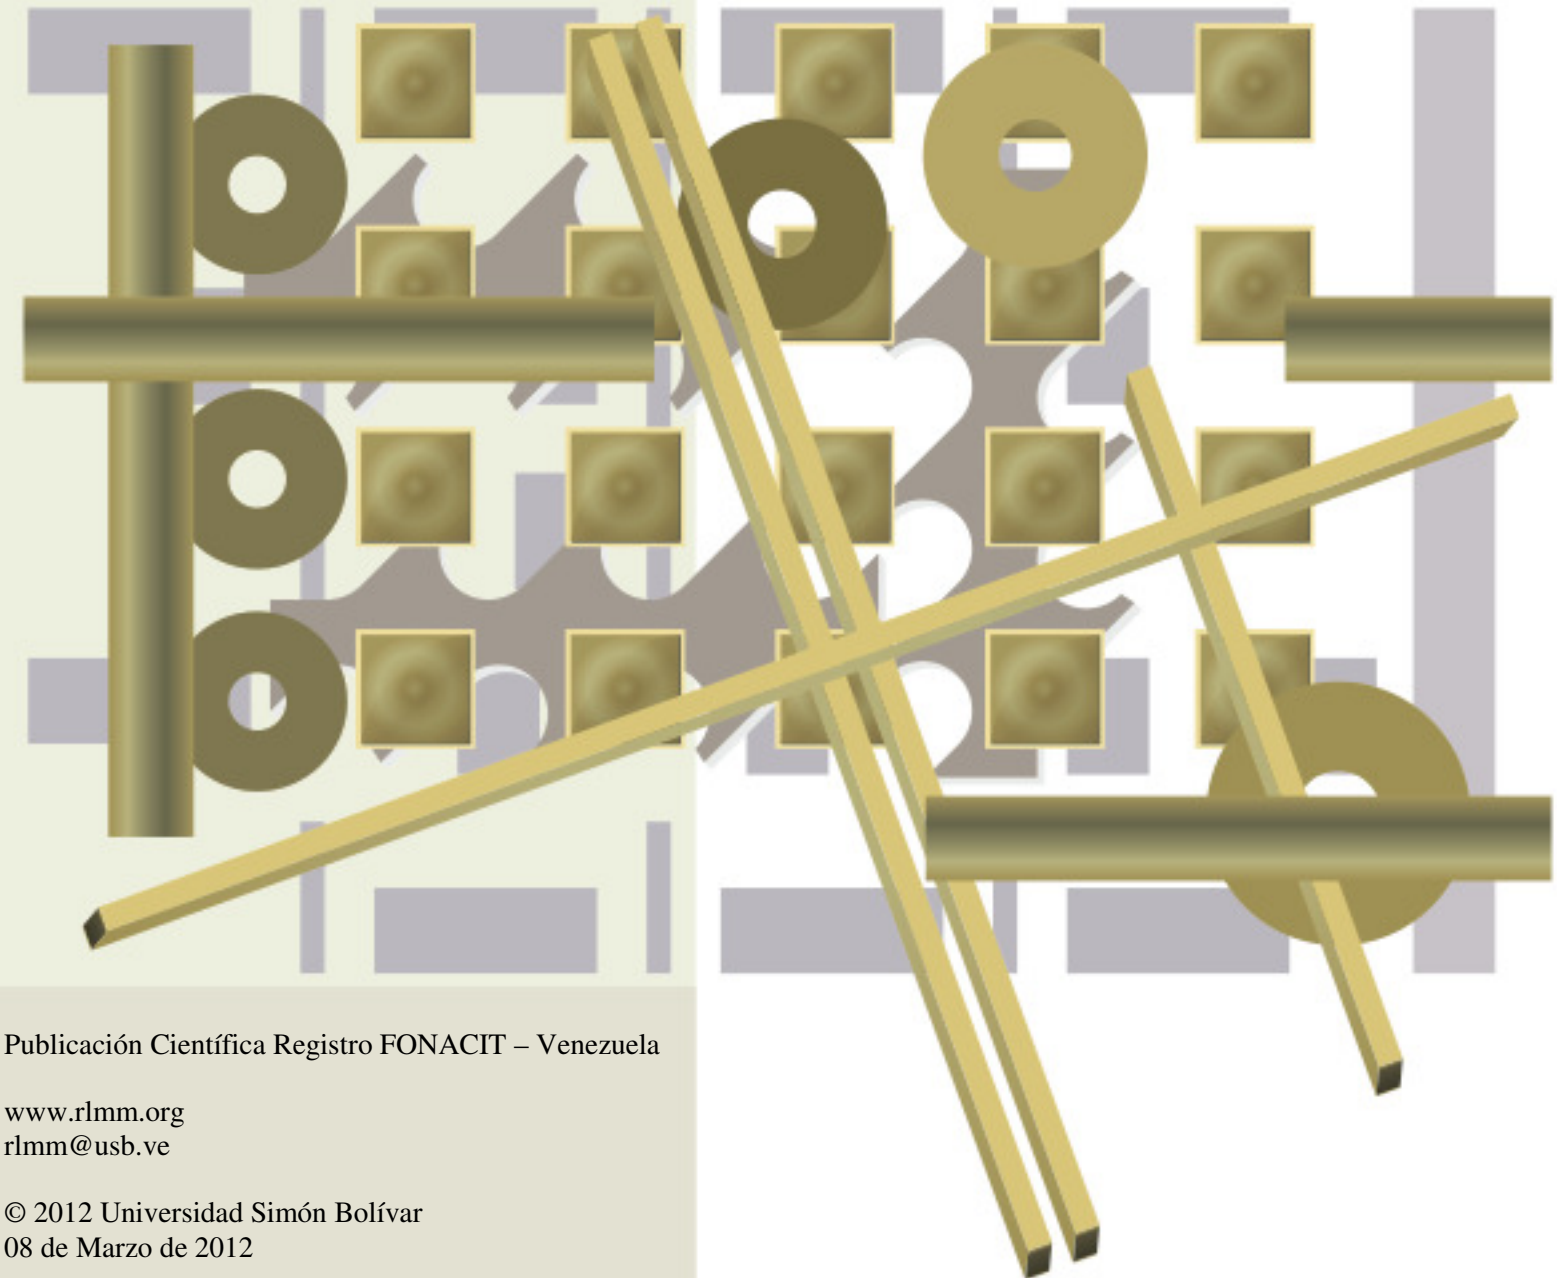 Publicación Científica Registro FONACIT – Venezuela
www.rlmm.org
rlmm@usb.ve
© 2012 Universidad Simón Bolívar
08 de Marzo de 2012